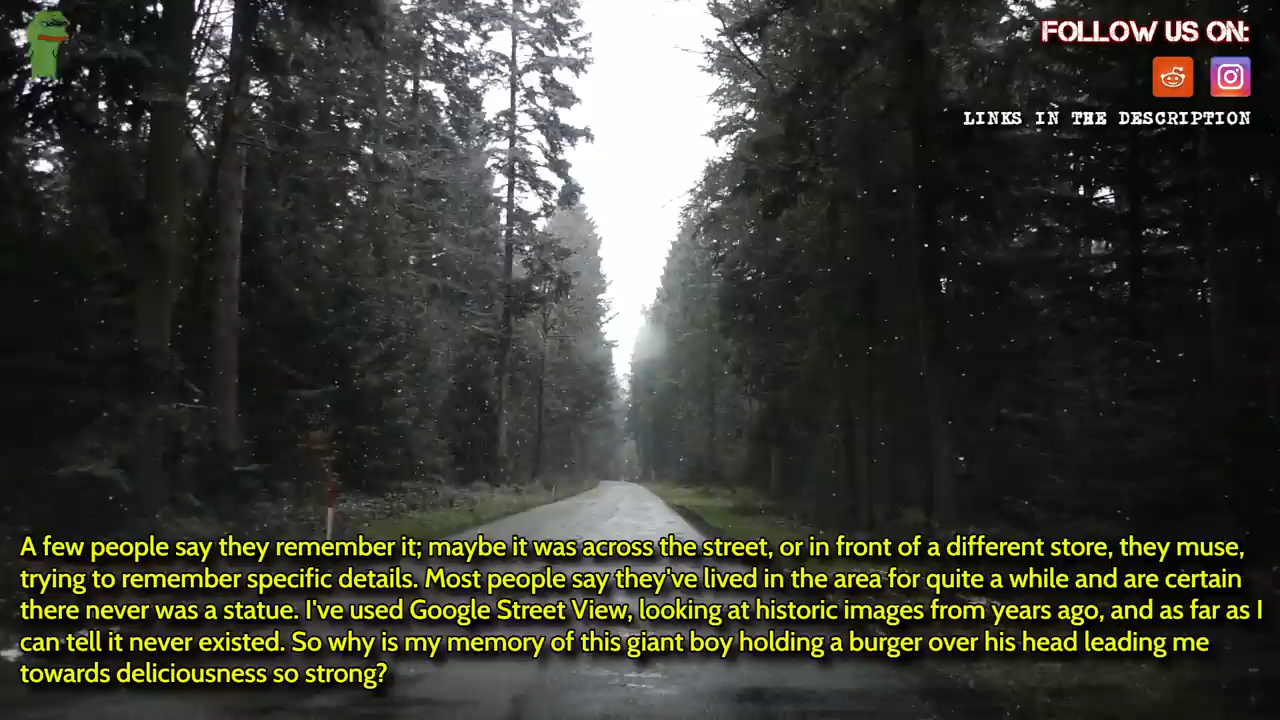 FOLLOW US ON:
LINKS IN THE DESCRIPTION
A few people say they remember it; maybe it was across the street, or in front of a different store, they muse,
trying to remember specific details. Most people say they've lived in the area for quite a while and are certain
there never was a statue. I've used Google Street View, looking at historic images from years ago, and as far as I
can tell it never existed. So why is my memory of this giant boy holding a burger over his head leading me
towards deliciousness so strong?